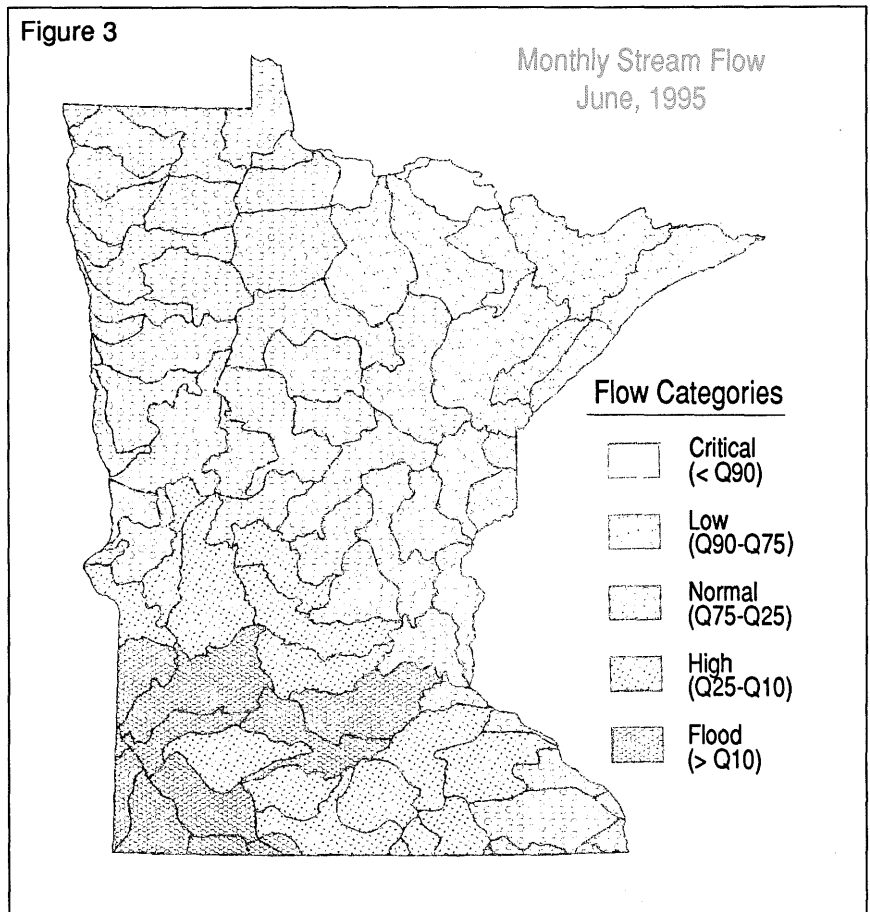 Figure 3
Monthly Stream Flow
June, 1995
Flow Categories
Critical
(< Q90)
Low
(Q90-Q75)
Normal
(Q75-Q25)
High
(Q25-Q10)
Flood
(> Q10)